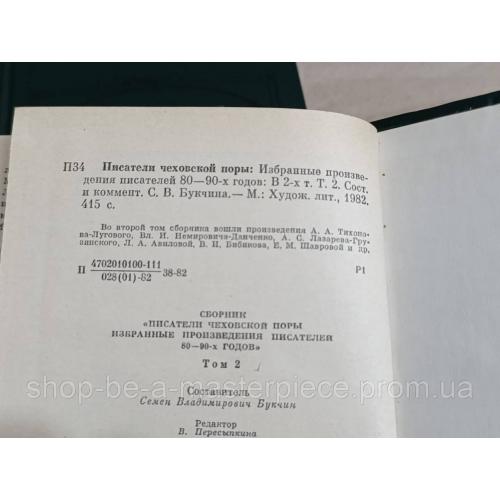 П34 Писатели чеховской поры: Избранные произве-
дения писателей 80—90-х годов: В 2-х т. Т. 2. Сост.
и коммент. С. В. Букчина.— М.: Худож. лит., 1982.
415 с.
Во второй том сборника вошли произведения А. А. Тихоно-
ва-Лугового, Вл. И. Немировича-Данченко, А. С. Лазарева-Гру-
зинского, Л. А. Авиловой, В. И. Бибикова, Е. М. Шавровой и др.
П 4702010100-111 38-82 Р1
028(01)-82
СБОРНИК
«ПИСАТЕЛИ ЧЕХОВСКОЙ ПОРЫ
ИЗБРАННЫЕ ПРОИЗВЕДЕНИЯ ПИСАТЕЛЕЙ
80—90-х ГОДОВ»
Том 2
Составитель
Семен Владимирович Букчин
Редактор
В. Пересыпкина
shop-be-a-masterpiece.prom.ua